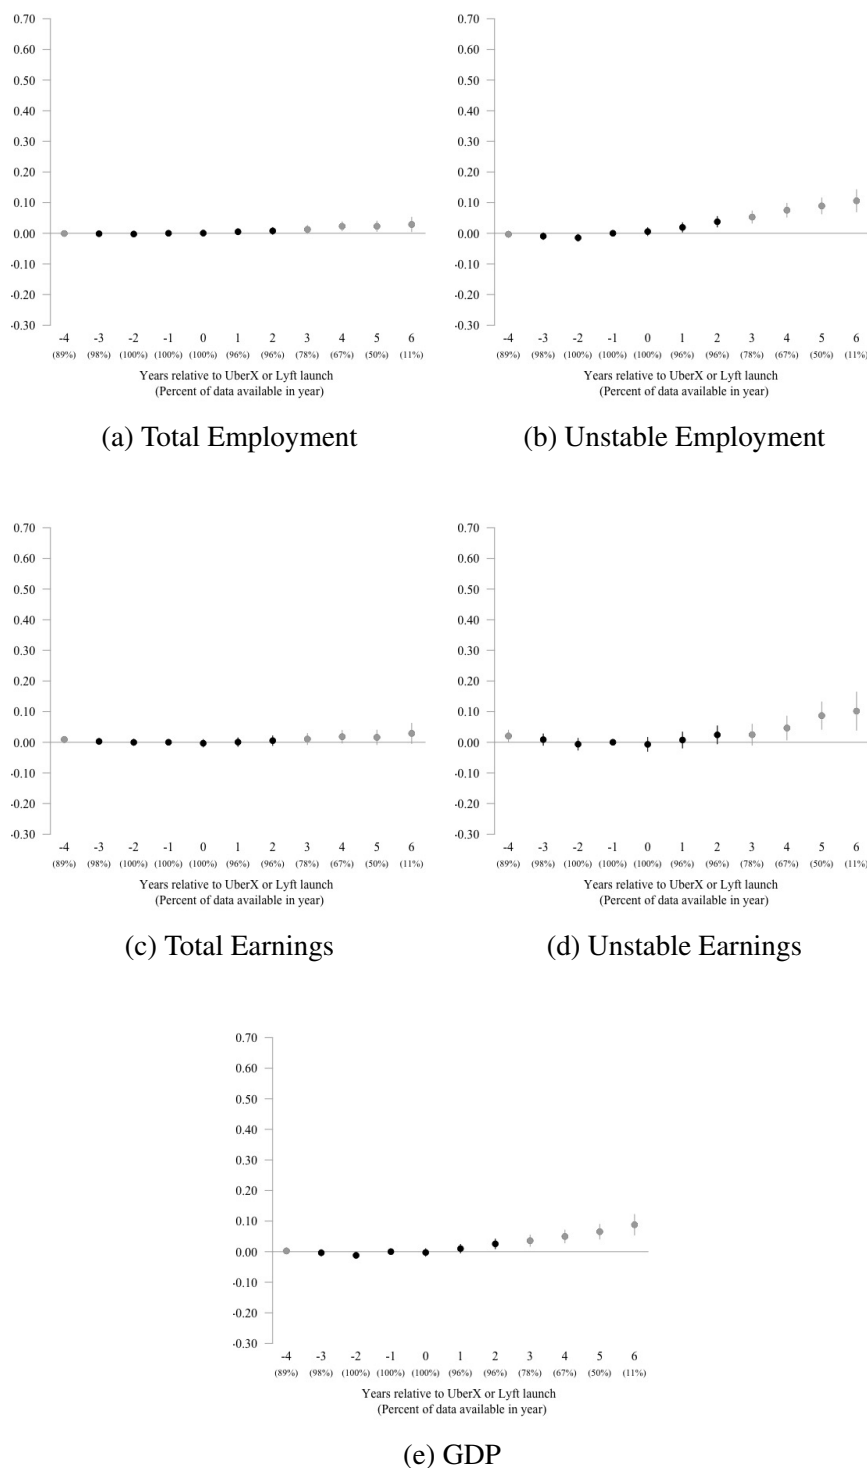 0.70
0.60
0.50
0.40
0.30
0.20
0.10
0.00
-0.10
-0.20
-0.30
-4 -3 -2 -1 0 1 2 3 4 5 6
(89%) (98%) (100%) (100%) (100%) (96%) (96%) (78%) (67%) (50%) (11%)
Years relative to UberX or Lyft launch
(Percent of data available in year)
(a) Total Employment
0.70
0.60
0.50
0.40
0.30
0.20
0.10
0.00
-0.10
-0.20
-0.30
-4 -3 -2 -1 0 1 2 3 4 5 6
(89%) (98%) (100%) (100%) (100%) (96%) (96%) (78%) (67%) (50%) (11%)
Years relative to UberX or Lyft launch
(Percent of data available in year)
(b) Unstable Employment
0.70
0.60
0.50
0.40
0.30
0.20
0.10
0.00
-0.10
-0.20
-0.30
-4 -3 -2 -1 0 1 2 3 4 5 6
(89%) (98%) (100%) (100%) (100%) (96%) (96%) (78%) (67%) (50%) (11%)
Years relative to UberX or Lyft launch
(Percent of data available in year)
(c) Total Earnings
0.70
0.60
0.50
0.40
0.30
0.20
0.10
0.00
-0.10
-0.20
-0.30
-4 -3 -2 -1 0 1 2 3 4 5 6
(89%) (98%) (100%) (100%) (100%) (96%) (96%) (78%) (67%) (50%) (11%)
Years relative to UberX or Lyft launch
(Percent of data available in year)
(d) Unstable Earnings
0.70
0.60
0.50
0.40
0.30
0.20
0.10
0.00
-0.10
-0.20
-0.30
-4 -3 -2 -1 0 1 2 3 4 5 6
(89%) (98%) (100%) (100%) (100%) (96%) (96%) (78%) (67%) (50%) (11%)
Years relative to UberX or Lyft launch
(Percent of data available in year)
(e) GDP